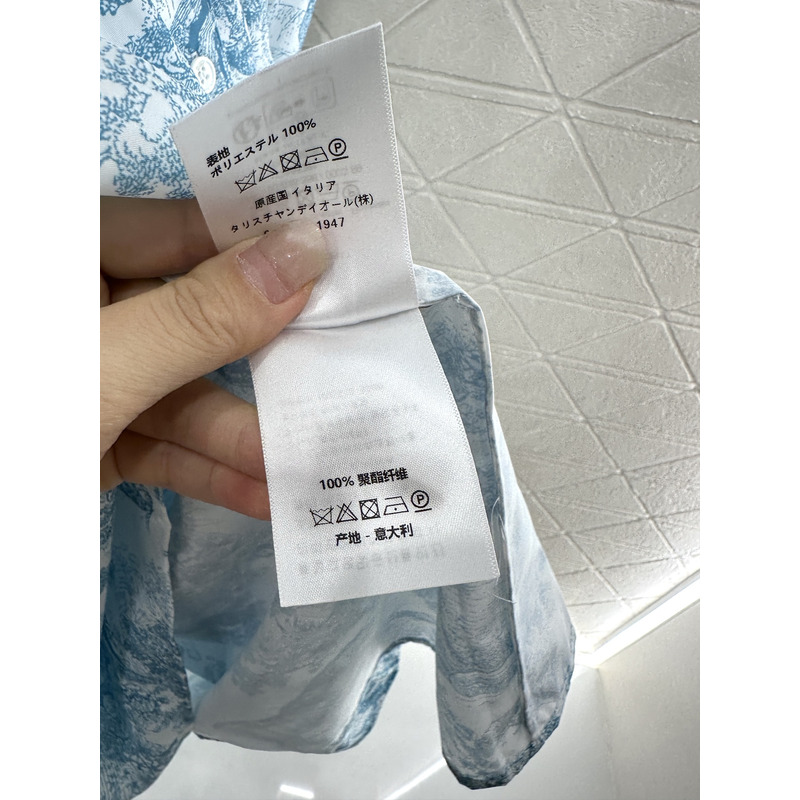 表地
ポリエステル 100%
P
原産国 イタリア
タリスチャンディオール(株)
1947
100% 聚酯纤维
P
产地 - 意大利